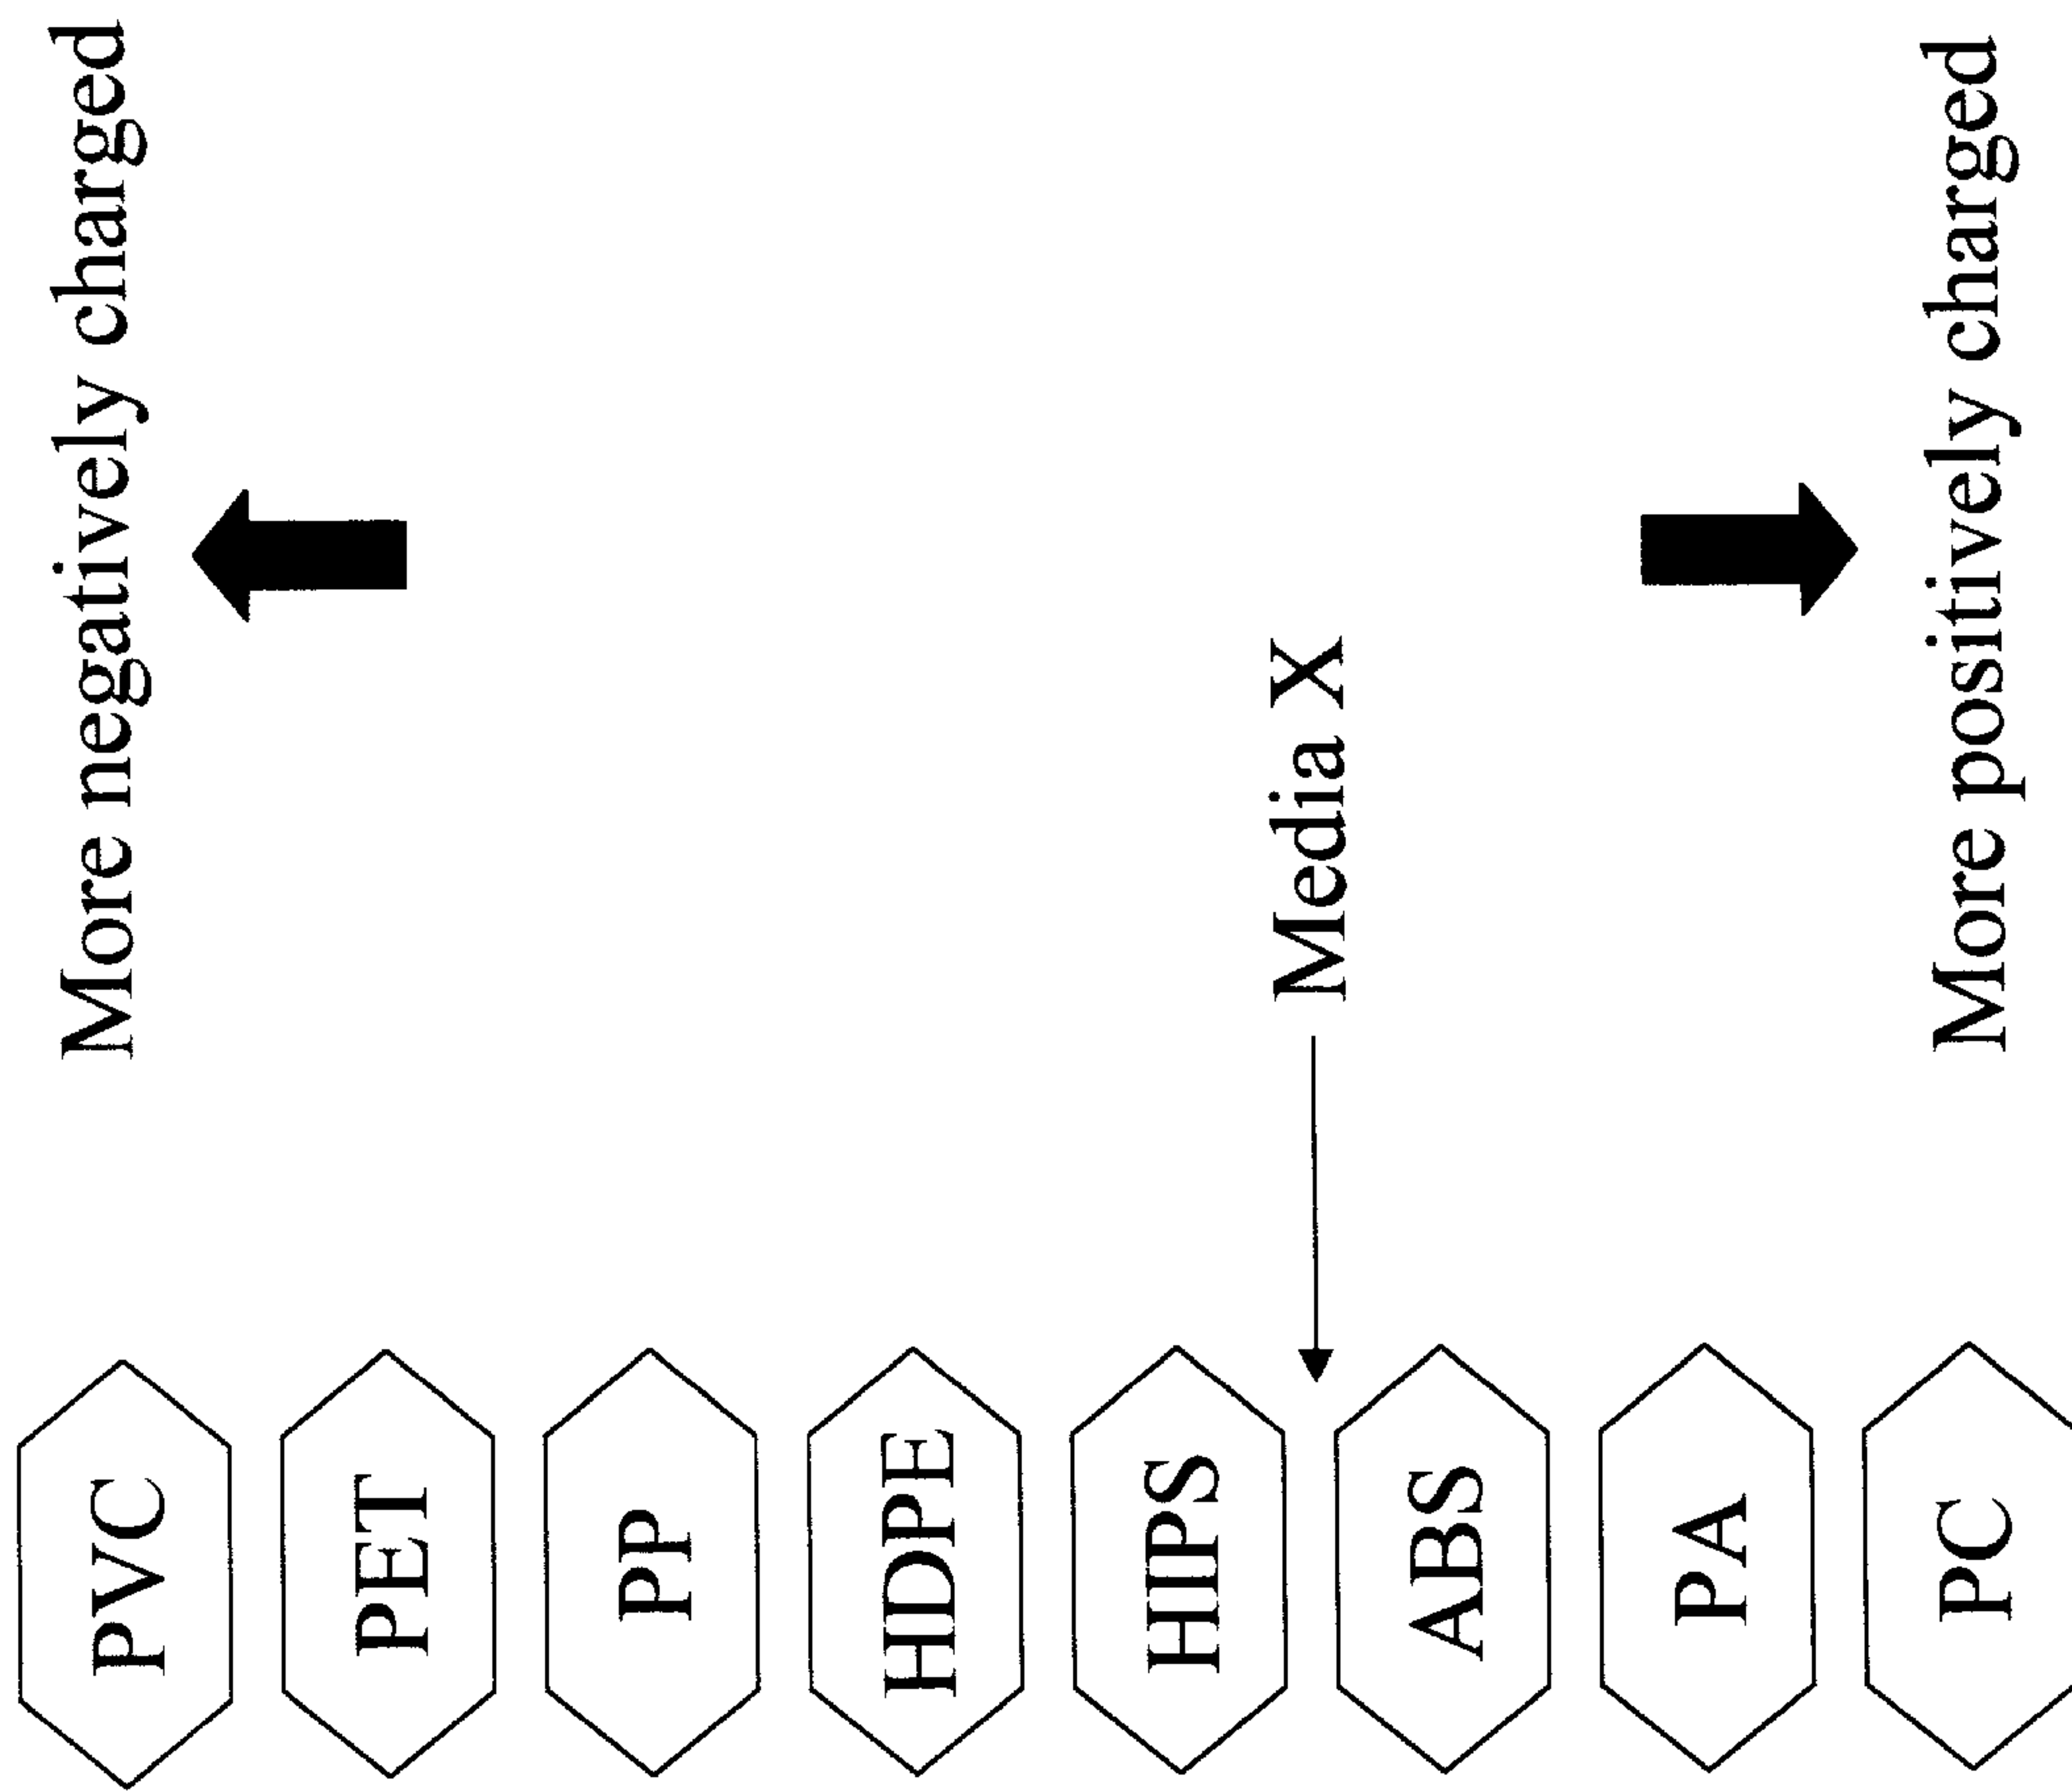 PVC
More negatively charged
PET
PP
HDPE
HIPS
Media X
ABS
PA
PC
More positively charged